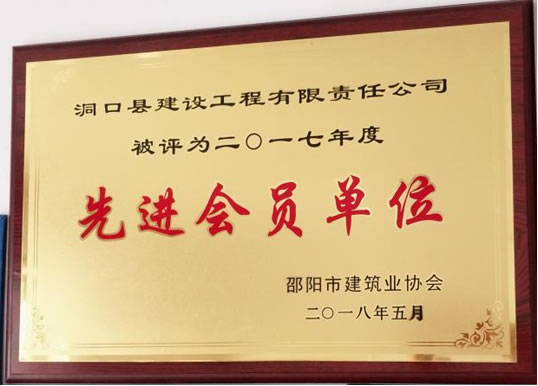 洞口县建设工程有限责任公司
被评为二〇一七年度
先进会员单位
邵阳市建筑业协会
二〇一八年五月